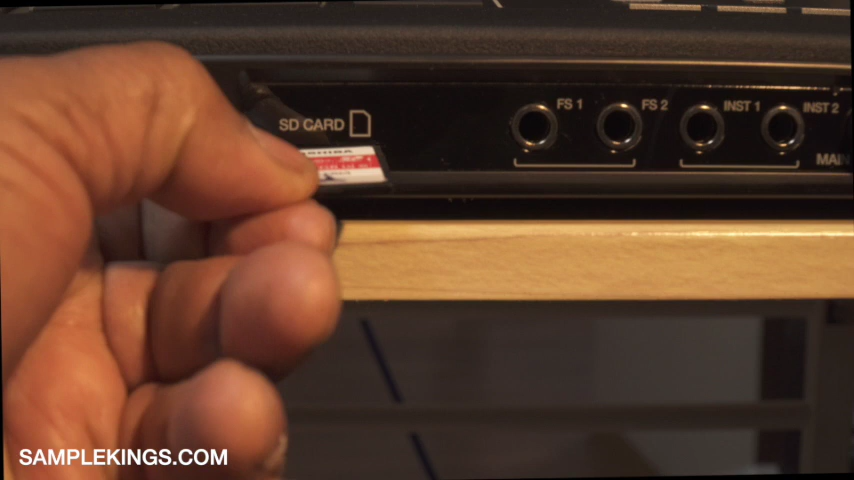 SD CARD
FS 1
FS 2
INST 1
INST 2
MAIN
SAMPLEKINGS.COM